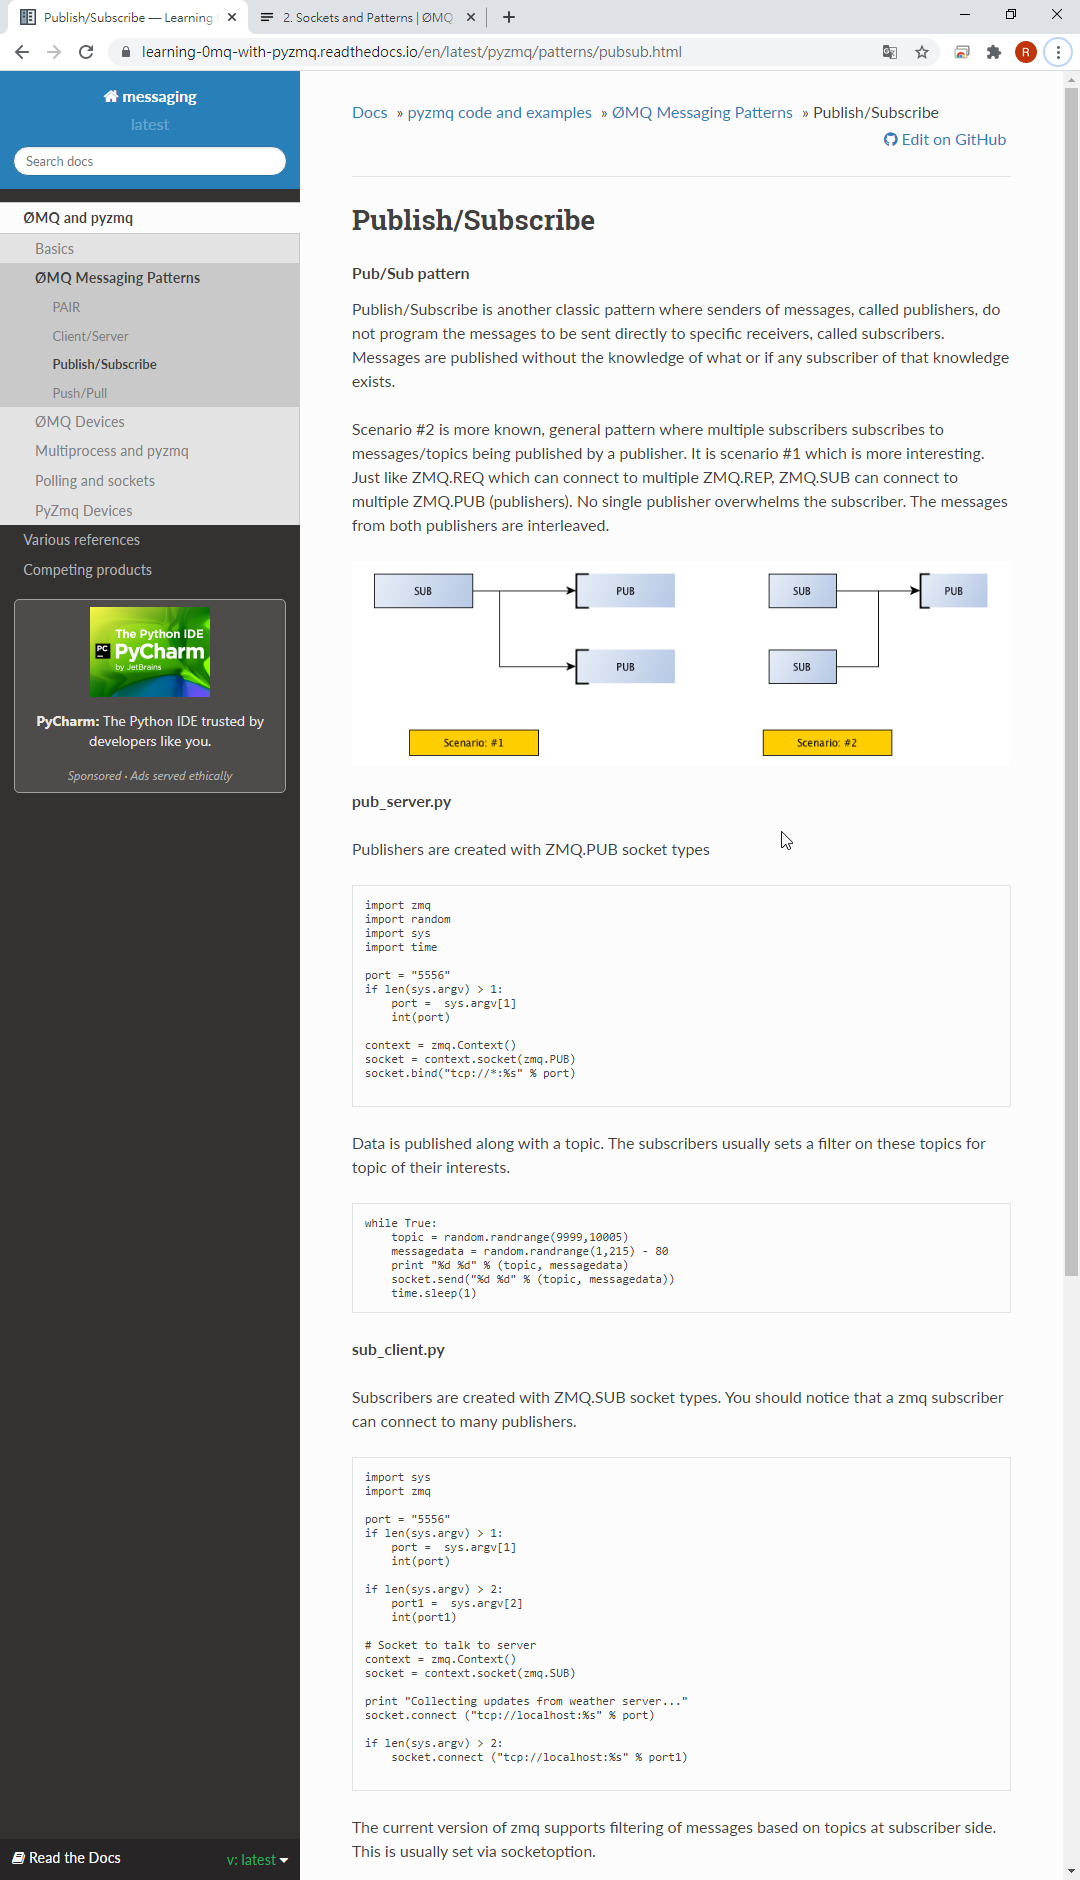 Publish/Subscribe — Learning
2. Sockets and Patterns | ØMQ
learning-0mq-with-pyzmq.readthedocs.io/en/latest/pyzmq/patterns/pubsub.html
R
messaging
latest
Search docs
ØMQ and pyzmq
Basics
ØMQ Messaging Patterns
PAIR
Client/Server
Publish/Subscribe
Push/Pull
ØMQ Devices
Multiprocess and pyzmq
Polling and sockets
PyZmq Devices
Various references
Competing products
The Python IDE
PC
PyCharm
by JetBrains
PyCharm: The Python IDE trusted by
developers like you.
Sponsored · Ads served ethically
Read the Docs
v: latest
Docs » pyzmq code and examples » ØMQ Messaging Patterns » Publish/Subscribe
Edit on GitHub
Publish/Subscribe
Pub/Sub pattern
Publish/Subscribe is another classic pattern where senders of messages, called publishers, do
not program the messages to be sent directly to specific receivers, called subscribers.
Messages are published without the knowledge of what or if any subscriber of that knowledge
exists.
Scenario #2 is more known, general pattern where multiple subscribers subscribes to
messages/topics being published by a publisher. It is scenario #1 which is more interesting.
Just like ZMQ.REQ which can connect to multiple ZMQ.REP, ZMQ.SUB can connect to
multiple ZMQ.PUB (publishers). No single publisher overwhelms the subscriber. The messages
from both publishers are interleaved.
SUB PUB SUB PUB
PUB SUB
Scenario: #1 Scenario: #2
pub_server.py
Publishers are created with ZMQ.PUB socket types
import zmq
import random
import sys
import time
port = "5556"
if len(sys.argv) > 1:
    port =  sys.argv[1]
    int(port)
context = zmq.Context()
socket = context.socket(zmq.PUB)
socket.bind("tcp://*:%s" % port)
Data is published along with a topic. The subscribers usually sets a filter on these topics for
topic of their interests.
while True:
    topic = random.randrange(9999,10005)
    messagedata = random.randrange(1,215) - 80
    print "%d %d" % (topic, messagedata)
    socket.send("%d %d" % (topic, messagedata))
    time.sleep(1)
sub_client.py
Subscribers are created with ZMQ.SUB socket types. You should notice that a zmq subscriber
can connect to many publishers.
import sys
import zmq
port = "5556"
if len(sys.argv) > 1:
    port =  sys.argv[1]
    int(port)
if len(sys.argv) > 2:
    port1 =  sys.argv[2]
    int(port1)
# Socket to talk to server
context = zmq.Context()
socket = context.socket(zmq.SUB)
print "Collecting updates from weather server..."
socket.connect ("tcp://localhost:%s" % port)
if len(sys.argv) > 2:
    socket.connect ("tcp://localhost:%s" % port1)
The current version of zmq supports filtering of messages based on topics at subscriber side.
This is usually set via socketoption.